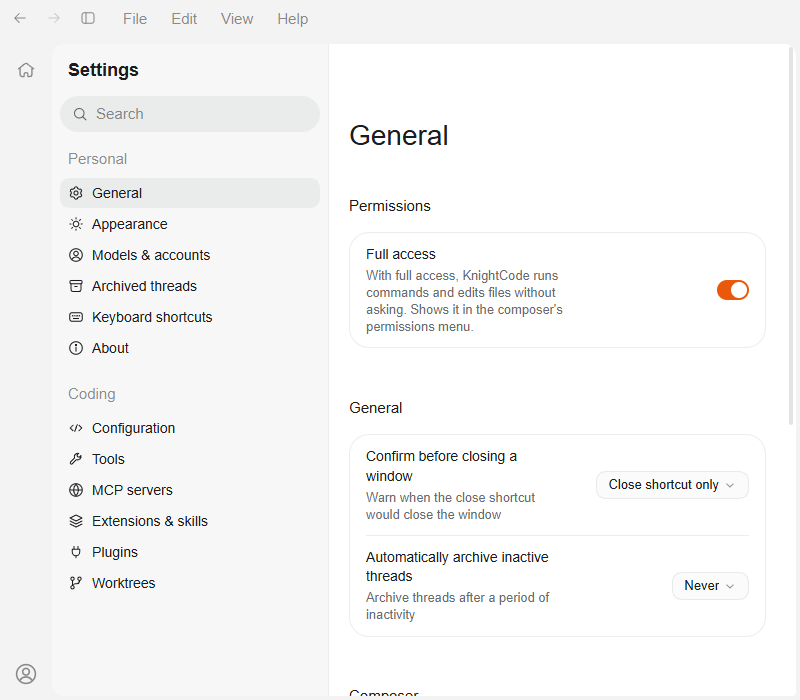 File Edit View Help
Settings
Search
Personal
General
Appearance
Models & accounts
Archived threads
Keyboard shortcuts
About
Coding
Configuration
Tools
MCP servers
Extensions & skills
Plugins
Worktrees
General
Permissions
Full access
With full access, KnightCode runs
commands and edits files without
asking. Shows it in the composer's
permissions menu.
General
Confirm before closing a
window
Warn when the close shortcut
would close the window
Close shortcut only
Automatically archive inactive
threads
Archive threads after a period of
inactivity
Never
Composer